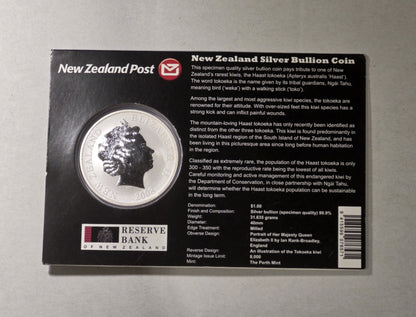 New Zealand Post
NEW ZEALAND
RESERVE
BANK
OF NEW ZEALAND
New Zealand Silver Bullion Coin
This specimen quality silver bullion coin pays tribute to one of New
Zealand's rarest kiwis, the Haast tokoeka (Apteryx australis 'Haast').
The word tokoeka is given by its tribal guardians, Ngāi Tahu,
meaning bird ('weka') with a walking stick ('toko').
Among the largest and most aggressive kiwi species, the tokoeka are
renowned for their attitudes. With over-sized feet this kiwi species has a
strong kick and can inflict painful wounds.
The mountain-loving Haast tokoeka has only recently been identified as
distinct from the other three tokoeka. This kiwi is found predominantly in
the isolated Haast region of the South Island of New Zealand, and has
been living in this picturesque area since long before human habitation
in the region.
Classified as extremely rare, the population of the Haast tokoeka is only
300 - 350 with the reproductive rate being the lowest of all kiwis.
Careful monitoring and active management of this endangered kiwi by
the Department of Conservation, in close partnership with Ngāi Tahu,
will determine whether the Haast tokoeka population can be sustainable
in the long term.
Denomination: $1.00
Finish and Composition: Silver bullion (specimen quality) 99.9%
Weight: 31.635 grams
Diameter: 40mm
Edge Treatment: Milled
Obverse Design: Portrait of Her Majesty Queen
Elizabeth II by Ian Rank-Broadley,
England
Reverse Design: An illustration of the Tokoeka kiwi
Mintage Issue Limit: 8,000
Mint: The Perth Mint